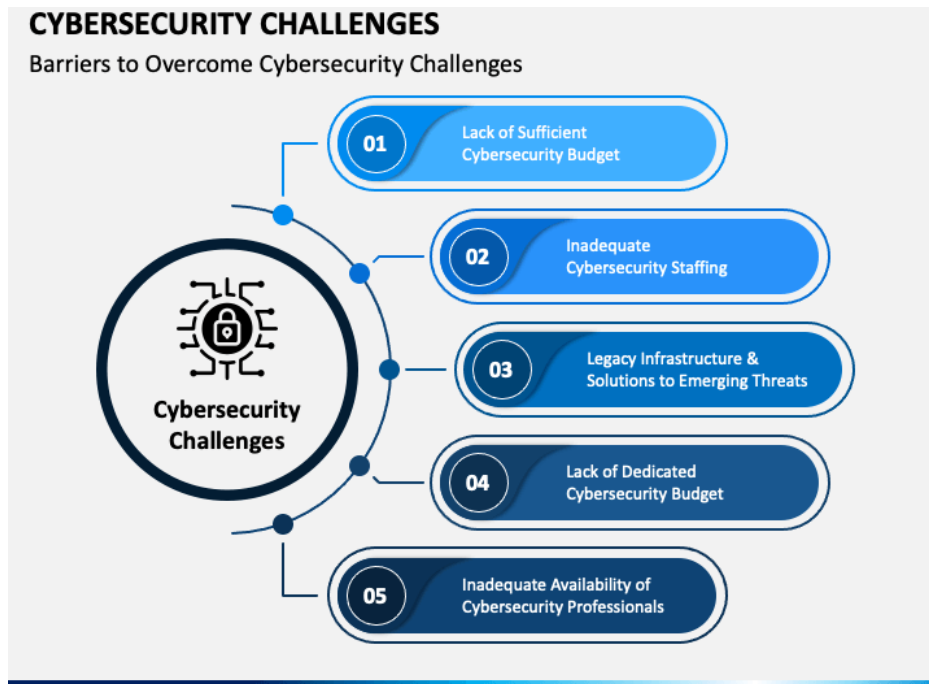 CYBERSECURITY CHALLENGES
Barriers to Overcome Cybersecurity Challenges
01
Lack of Sufficient
Cybersecurity Budget
02
Inadequate
Cybersecurity Staffing
03
Legacy Infrastructure &
Solutions to Emerging Threats
04
Lack of Dedicated
Cybersecurity Budget
05
Inadequate Availability of
Cybersecurity Professionals
Cybersecurity
Challenges